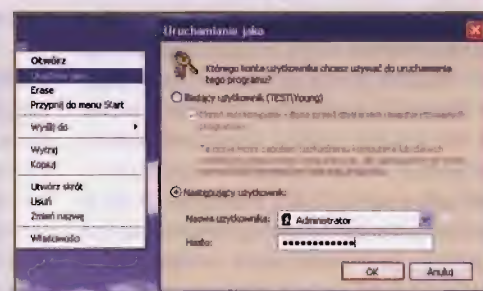 Otwórz
Uruchom jako...
Erase
Przypnij do menu Start
Wyślij do
Wytnij
Kopiuj
Utwórz skrót
Usuń
Zmień nazwę
Właściwości
Uruchamianie jako
Którego konta użytkownika chcesz używać do uruchamiania
tego programu?
Bieżący użytkownik (TEST\Young)
Następujący użytkownik:
Nazwa użytkownika: Administrator
Hasło: ••••••••••••
OK Anuluj